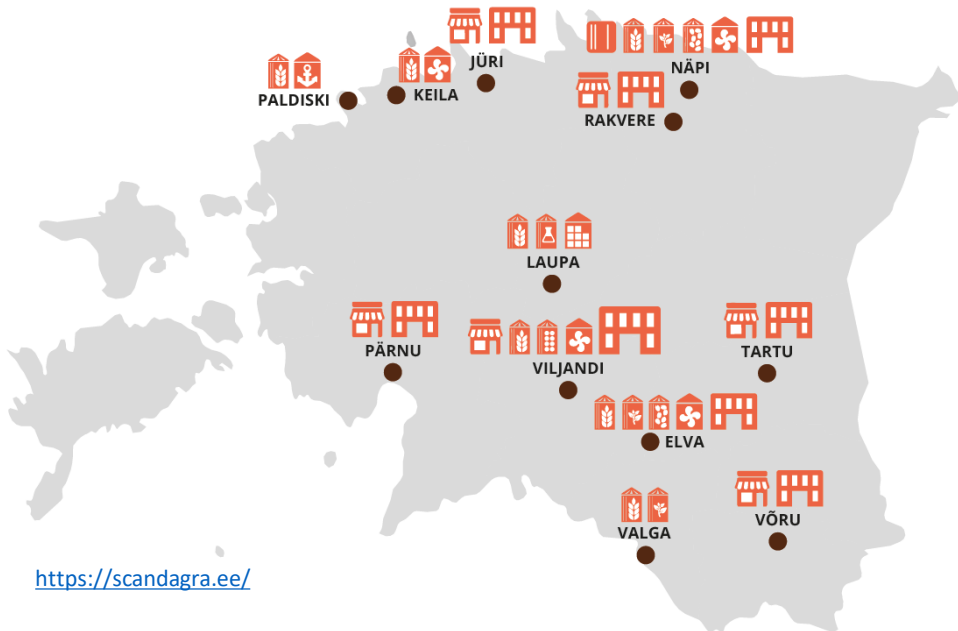 JÜRI
NÄPI
PALDISKI
KEILA
RAKVERE
LAUPA
PÄRNU
VILJANDI
TARTU
ELVA
VÕRU
VALGA
https://scandagra.ee/